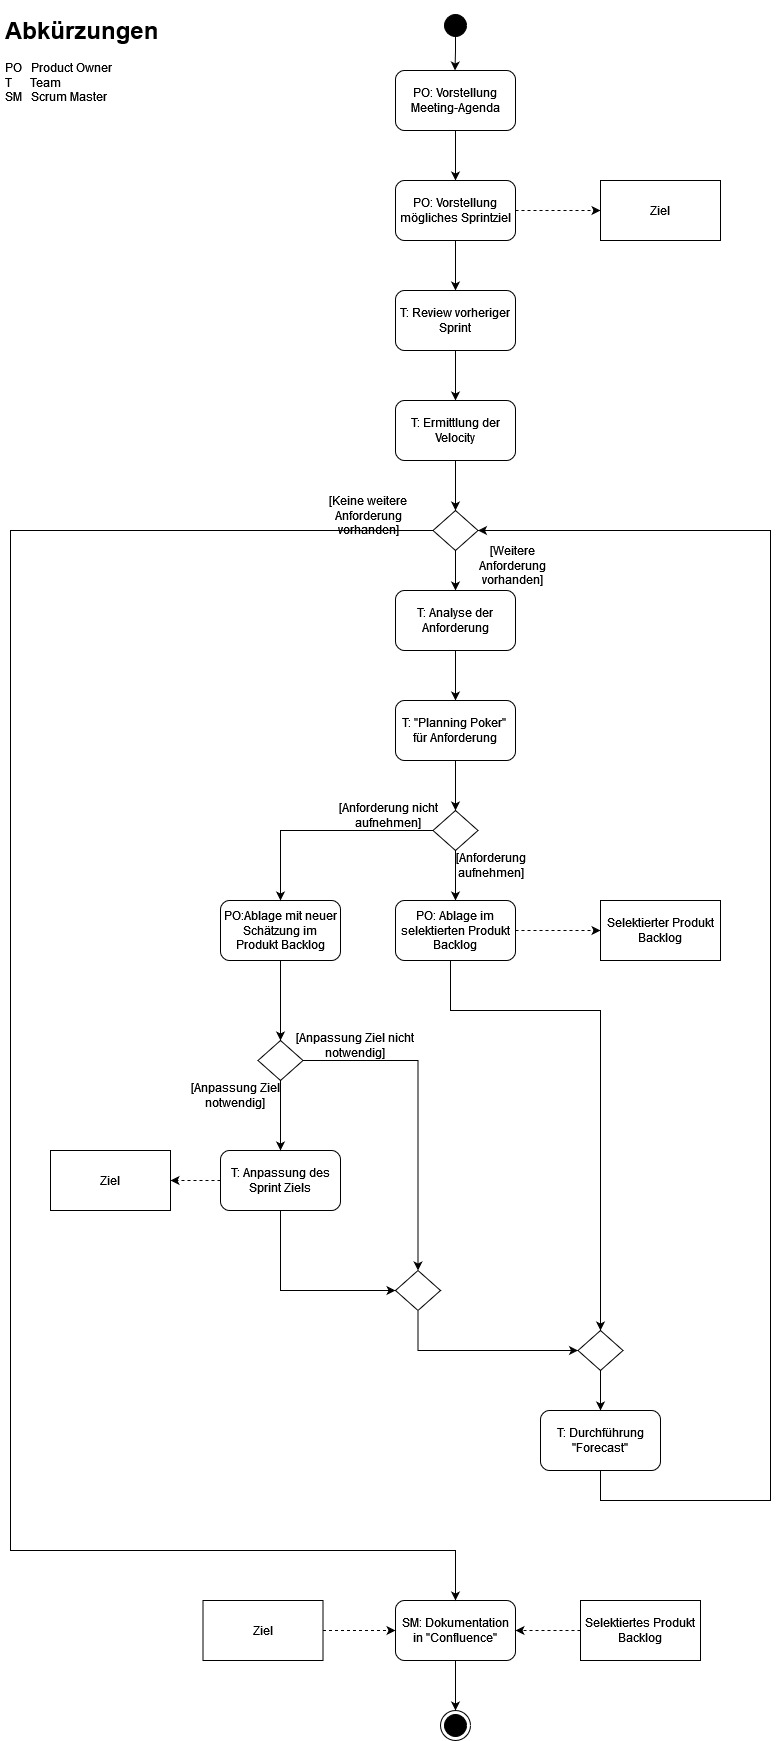 Abkürzungen
PO Product Owner
T Team
SM Scrum Master
PO: Vorstellung
Meeting-Agenda
PO: Vorstellung
mögliches Sprintziel
Ziel
T: Review vorheriger
Sprint
T: Ermittlung der
Velocity
[Keine weitere
Anforderung
vorhanden]
[Weitere
Anforderung
vorhanden]
T: Analyse der
Anforderung
T: "Planning Poker"
für Anforderung
[Anforderung nicht
aufnehmen]
[Anforderung
aufnehmen]
PO:Ablage mit neuer
Schätzung im
Produkt Backlog
PO: Ablage im
selektierten Produkt
Backlog
Selektierter Produkt
Backlog
[Anpassung Ziel nicht
notwendig]
[Anpassung Ziel
notwendig]
Ziel
T: Anpassung des
Sprint Ziels
T: Durchführung
"Forecast"
Ziel
SM: Dokumentation
in "Confluence"
Selektiertes Produkt
Backlog